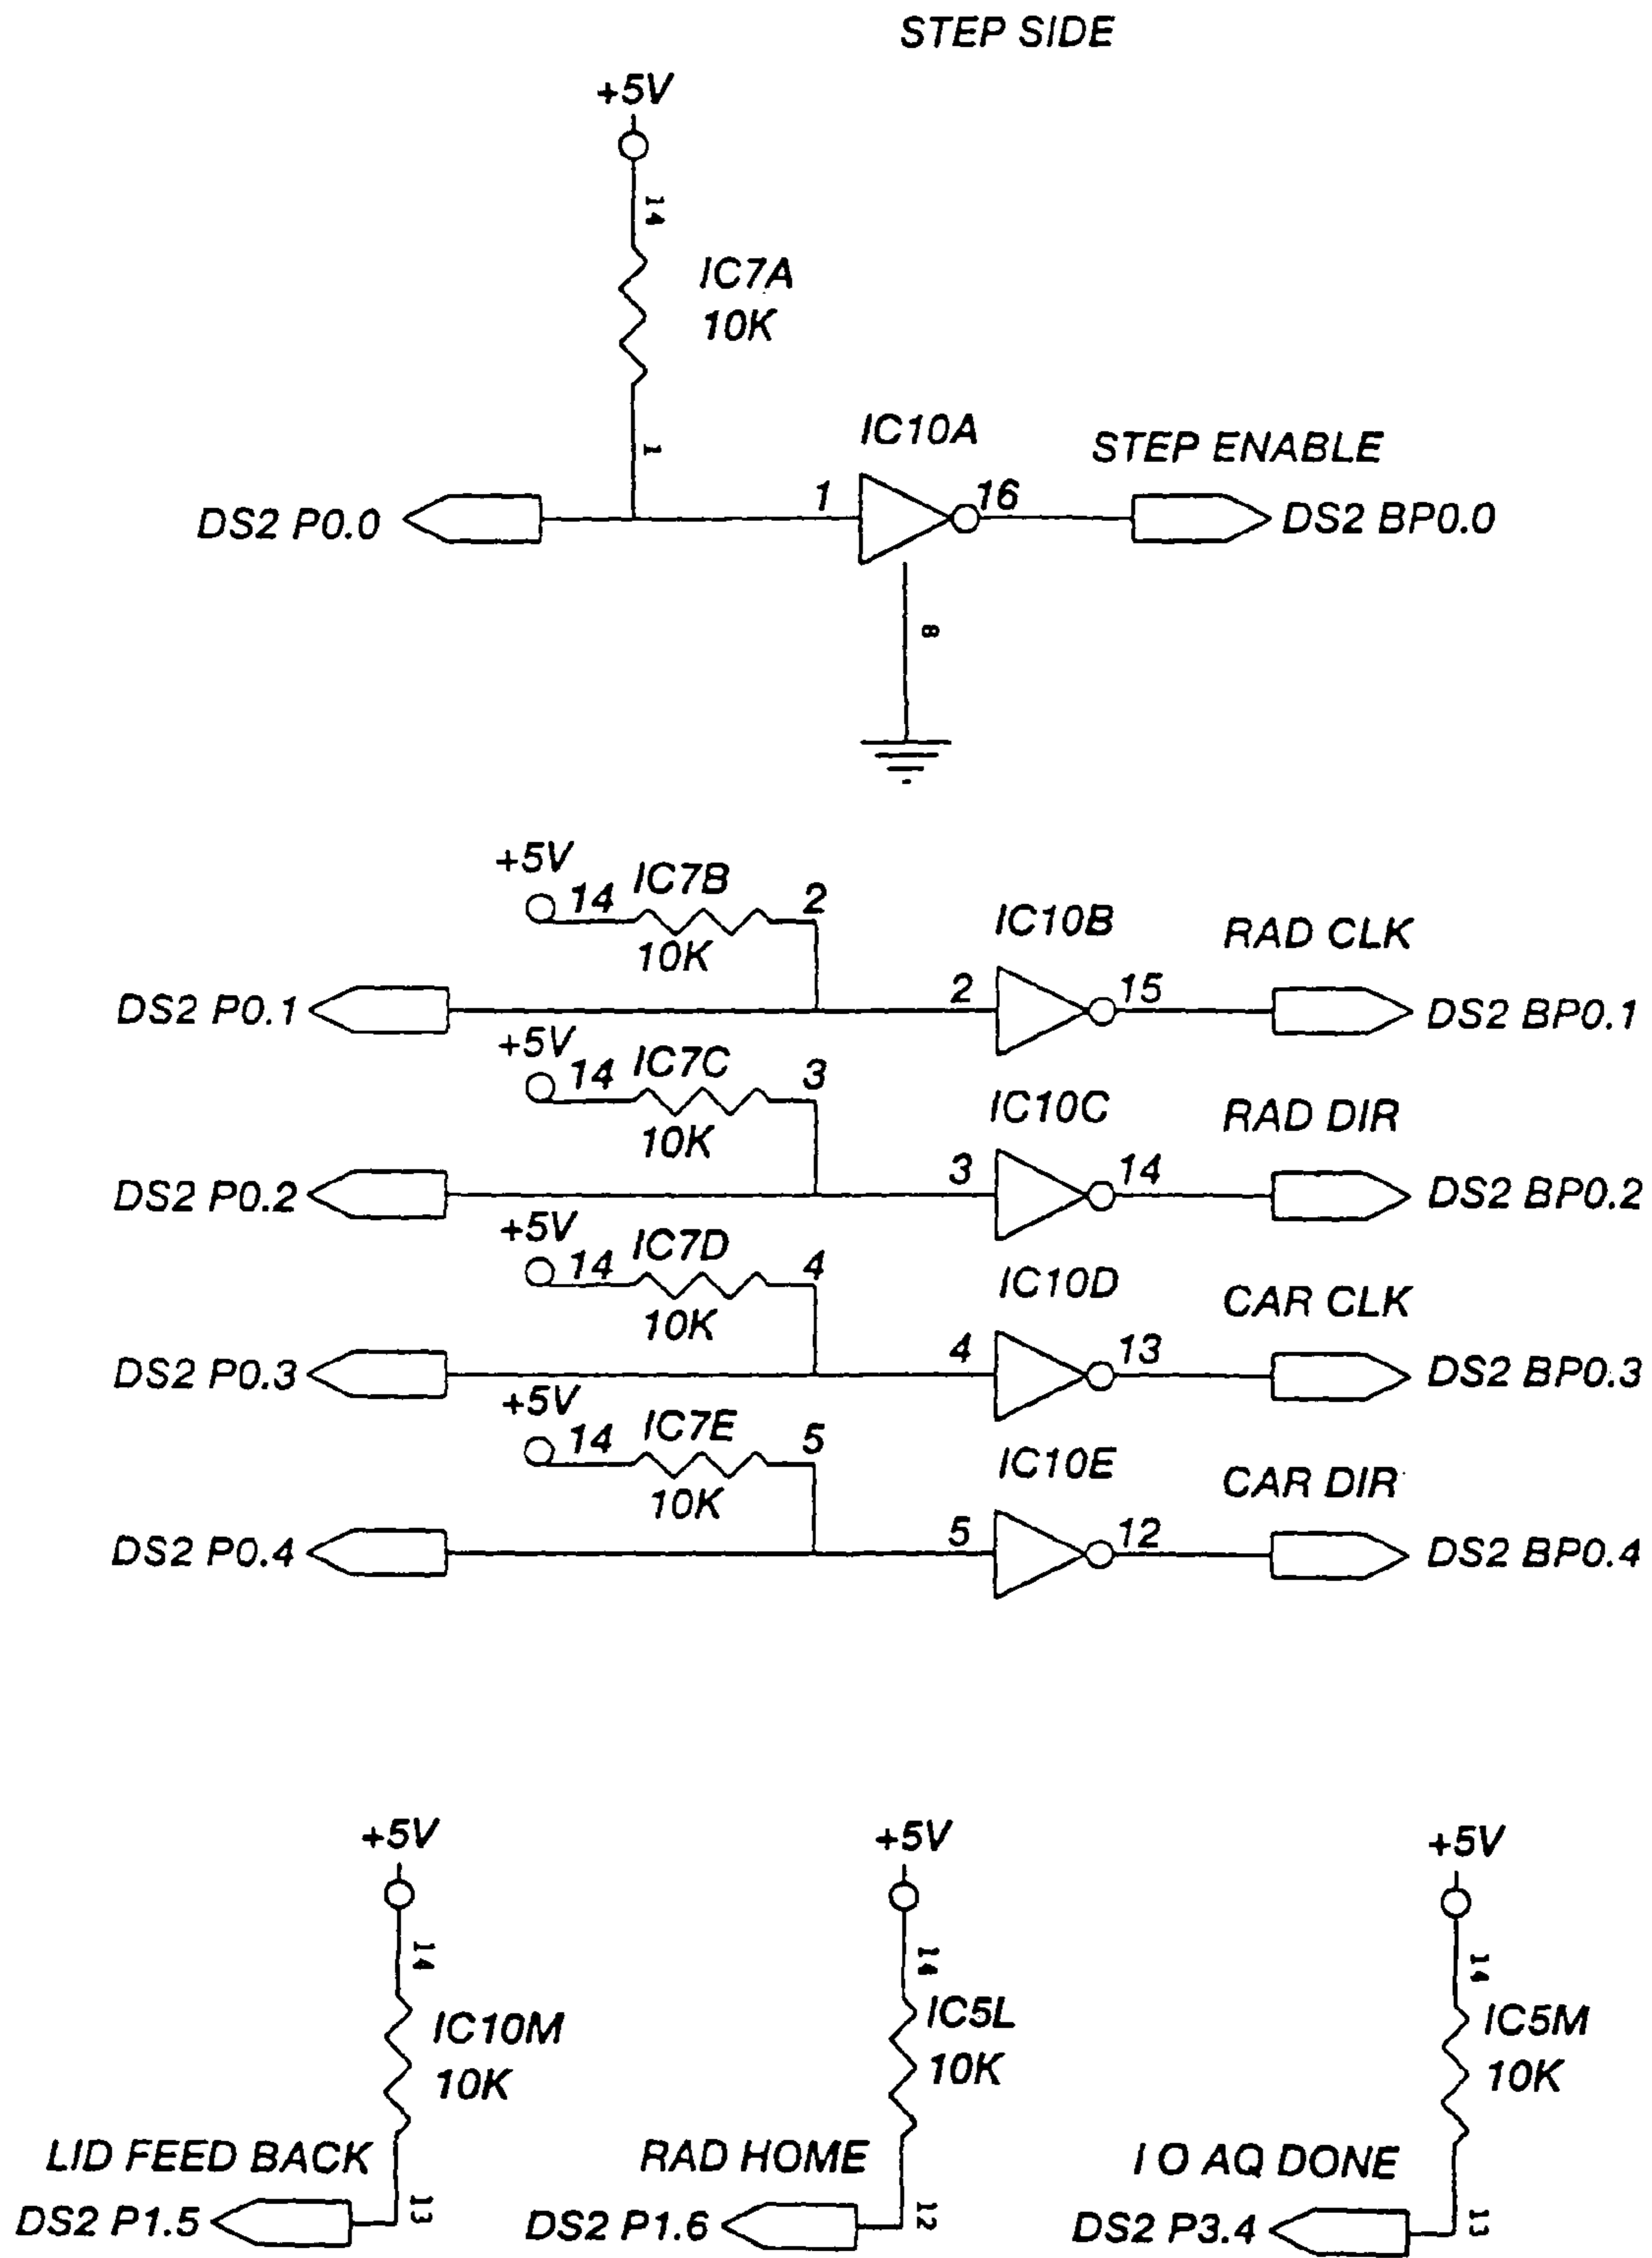 STEP SIDE
+5V
14
IC7A
10K
1
IC10A
STEP ENABLE
DS2 P0.0
1
16
DS2 BP0.0
8
+5V
14
IC7B
2
10K
IC10B
RAD CLK
DS2 P0.1
2
15
DS2 BP0.1
+5V
14
IC7C
3
10K
IC10C
RAD DIR
DS2 P0.2
3
14
DS2 BP0.2
+5V
14
IC7D
4
10K
IC10D
CAR CLK
DS2 P0.3
4
13
DS2 BP0.3
+5V
14
IC7E
5
10K
IC10E
CAR DIR
DS2 P0.4
5
12
DS2 BP0.4
+5V
14
IC10M
10K
LID FEED BACK
DS2 P1.5
13
+5V
14
IC5L
10K
RAD HOME
DS2 P1.6
12
+5V
14
IC5M
10K
I O AQ DONE
DS2 P3.4
13